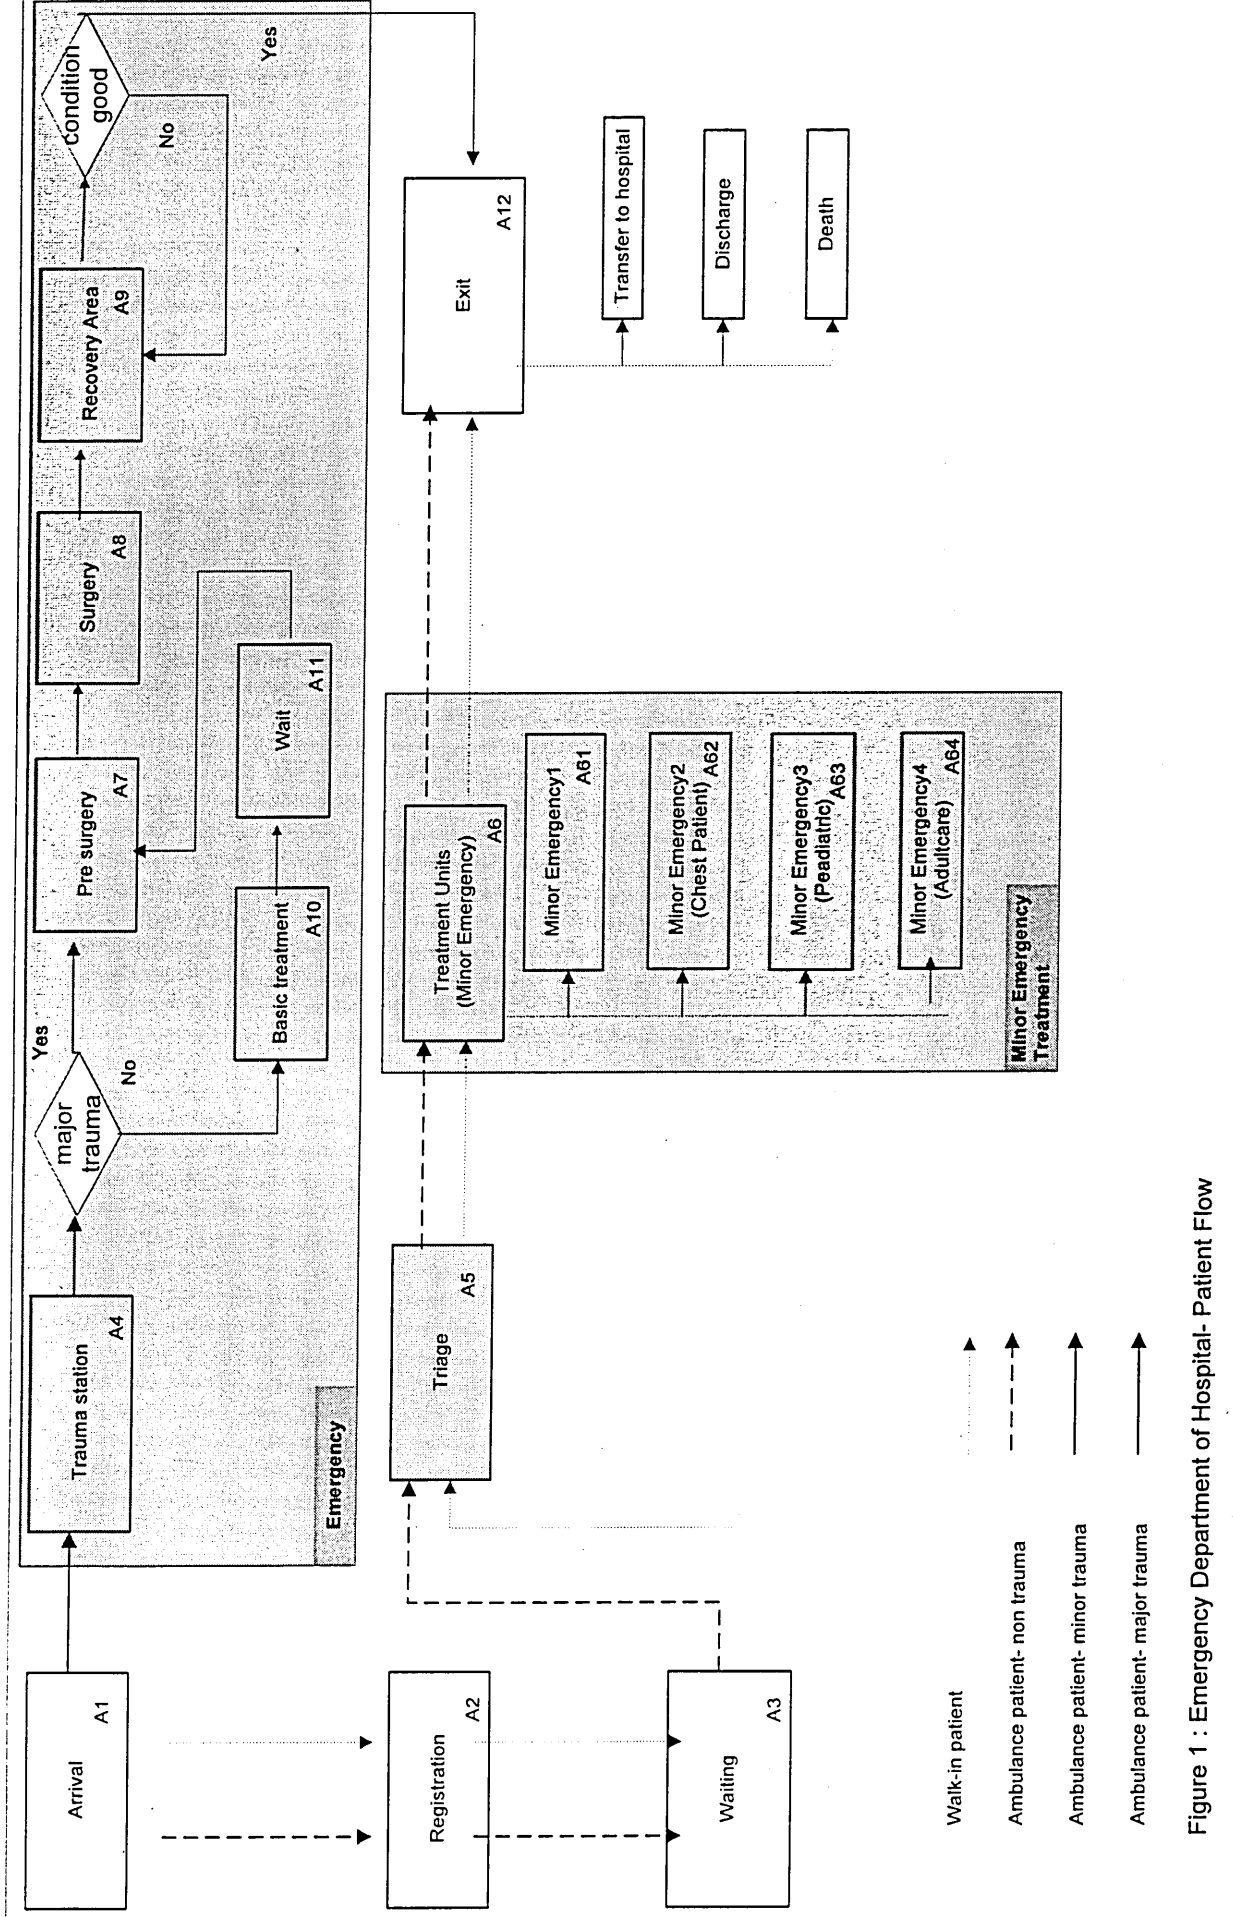 Arrival
A1
Trauma station
A4
major
trauma
Yes
No
Pre surgery
A7
Surgery
A8
Recovery Area
A9
condition
good
No
Yes
Basic treatment
A10
Wait
A11
Emergency
Registration
A2
Waiting
A3
Triage
A5
Treatment Units
(Minor Emergency)
A6
Minor Emergency1
A61
Minor Emergency2
(Chest Patient)
A62
Minor Emergency3
(Peadiatric)
A63
Minor Emergency4
(Adultcare)
A64
Minor Emergency
Treatment
Exit
A12
Transfer to hospital
Discharge
Death
Walk-in patient
Ambulance patient- non trauma
Ambulance patient- minor trauma
Ambulance patient- major trauma
Figure 1 : Emergency Department of Hospital- Patient Flow